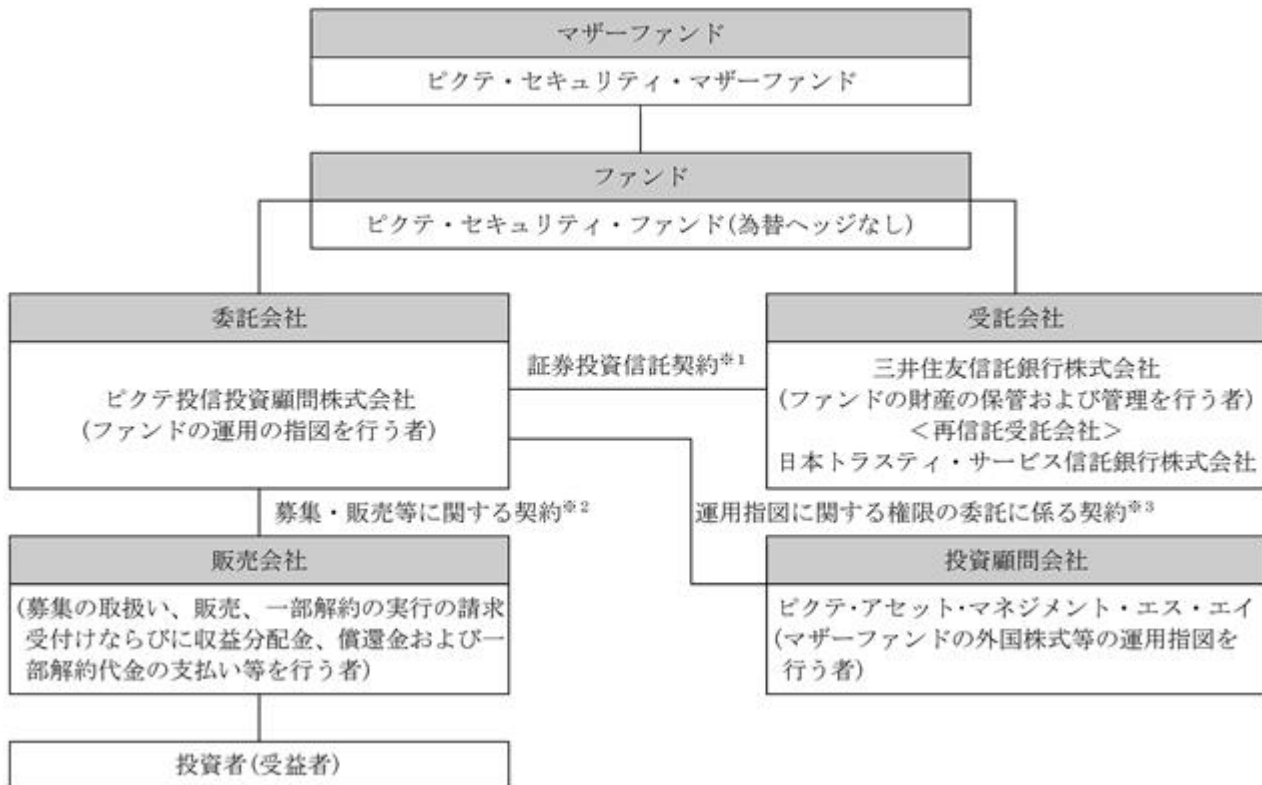 マザーファンド
ピクテ・セキュリティ・マザーファンド
ファンド
ピクテ・セキュリティ・ファンド(為替ヘッジなし)
委託会社
ピクテ投信投資顧問株式会社
(ファンドの運用の指図を行う者)
証券投資信託契約※1
受託会社
三井住友信託銀行株式会社
(ファンドの財産の保管および管理を行う者)
＜再信託受託会社＞
日本トラスティ・サービス信託銀行株式会社
募集・販売等に関する契約※2
運用指図に関する権限の委託に係る契約※3
販売会社
(募集の取扱い、販売、一部解約の実行の請求
受付けならびに収益分配金、償還金および一
部解約代金の支払い等を行う者)
投資顧問会社
ピクテ・アセット・マネジメント・エス・エイ
(マザーファンドの外国株式等の運用指図を
行う者)
投資者(受益者)